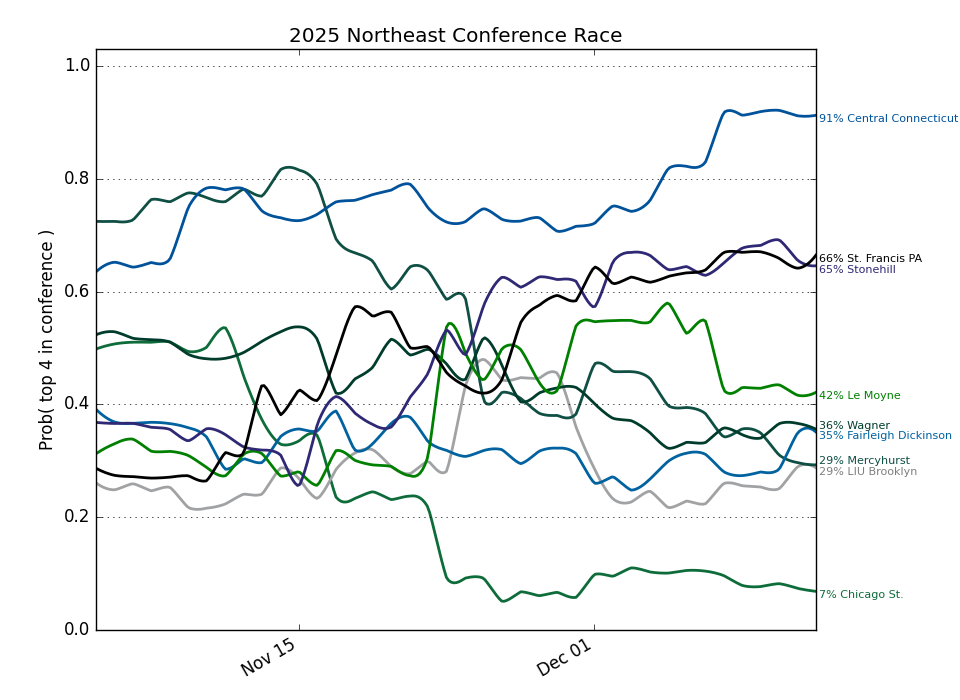 2025 Northeast Conference Race
Prob( top 4 in conference )
1.0
0.8
0.6
0.4
0.2
0.0
Nov 15
Dec 01
91% Central Connecticut
66% St. Francis PA
65% Stonehill
42% Le Moyne
36% Wagner
35% Fairleigh Dickinson
29% Mercyhurst
29% LIU Brooklyn
7% Chicago St.